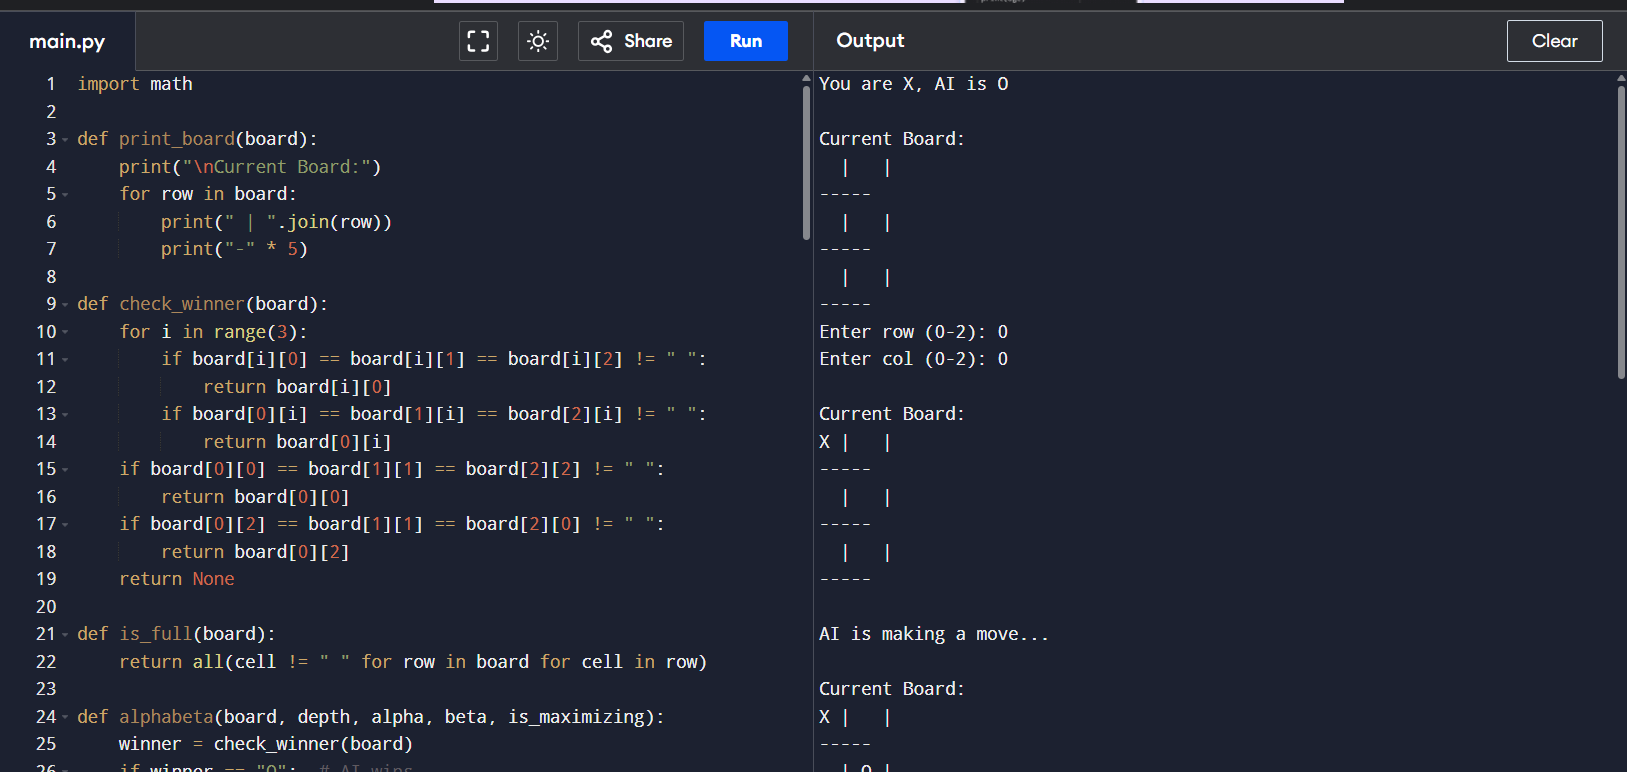 main.py
Share
Run
Output
Clear
1 import math
2
3 def print_board(board):
4     print("\nCurrent Board:")
5     for row in board:
6         print(" | ".join(row))
7         print("-" * 5)
8
9 def check_winner(board):
10     for i in range(3):
11         if board[i][0] == board[i][1] == board[i][2] != " ":
12             return board[i][0]
13         if board[0][i] == board[1][i] == board[2][i] != " ":
14             return board[0][i]
15     if board[0][0] == board[1][1] == board[2][2] != " ":
16         return board[0][0]
17     if board[0][2] == board[1][1] == board[2][0] != " ":
18         return board[0][2]
19     return None
20
21 def is_full(board):
22     return all(cell != " " for row in board for cell in row)
23
24 def alphabeta(board, depth, alpha, beta, is_maximizing):
25     winner = check_winner(board)
26     if winner == "O":  # AI wins
You are X, AI is O

Current Board:
  |   |
-----
  |   |
-----
  |   |
-----
Enter row (0-2): 0
Enter col (0-2): 0

Current Board:
X |   |
-----
  |   |
-----
  |   |
-----

AI is making a move...

Current Board:
X |   |
-----
  | O |